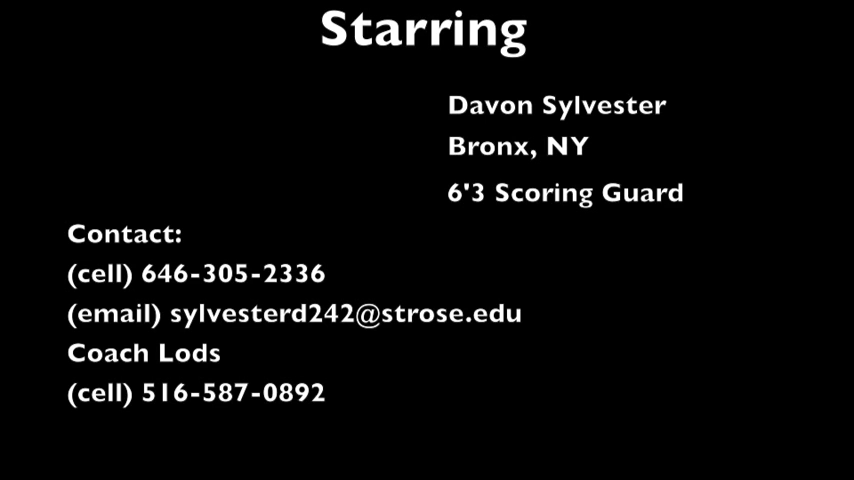 Starring
Davon Sylvester
Bronx, NY
6'3 Scoring Guard
Contact:
(cell) 646-305-2336
(email) sylvesterd242@strose.edu
Coach Lods
(cell) 516-587-0892